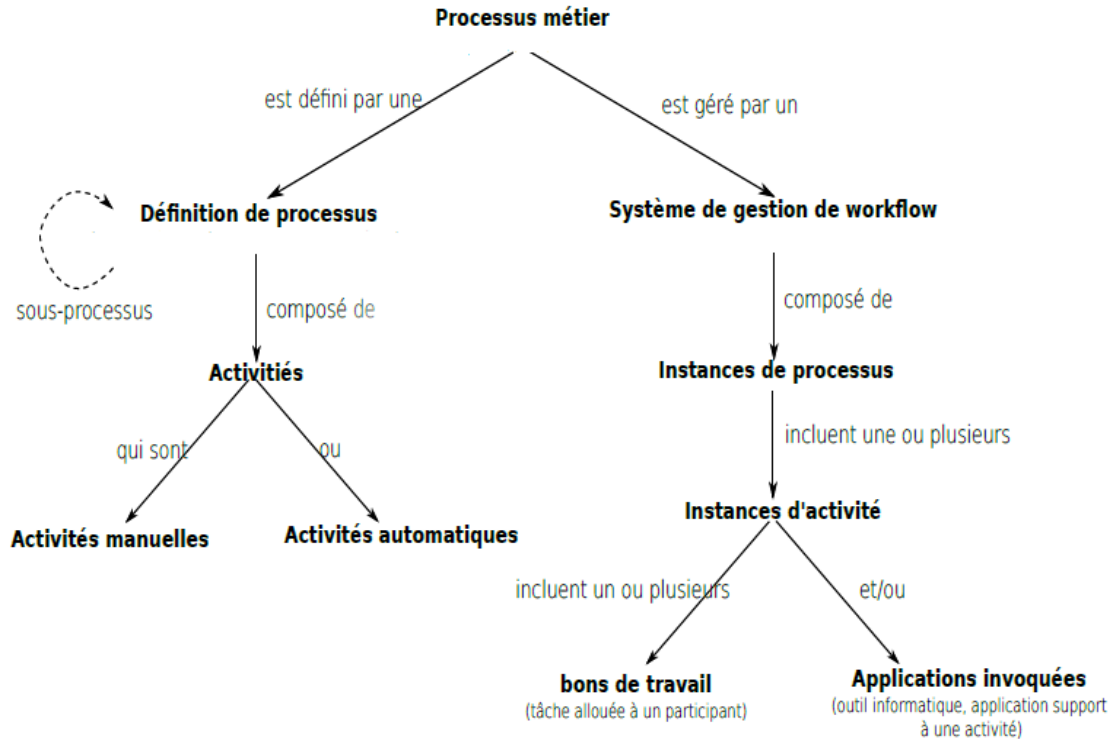 Processus métier
est défini par une
est géré par un
Définition de processus
Système de gestion de workflow
sous-processus
composé de
composé de
Activitiés
Instances de processus
qui sont
ou
incluent une ou plusieurs
Activités manuelles
Activités automatiques
Instances d'activité
incluent un ou plusieurs
et/ou
bons de travail
(tâche allouée à un participant)
Applications invoquées
(outil informatique, application support
à une activité)